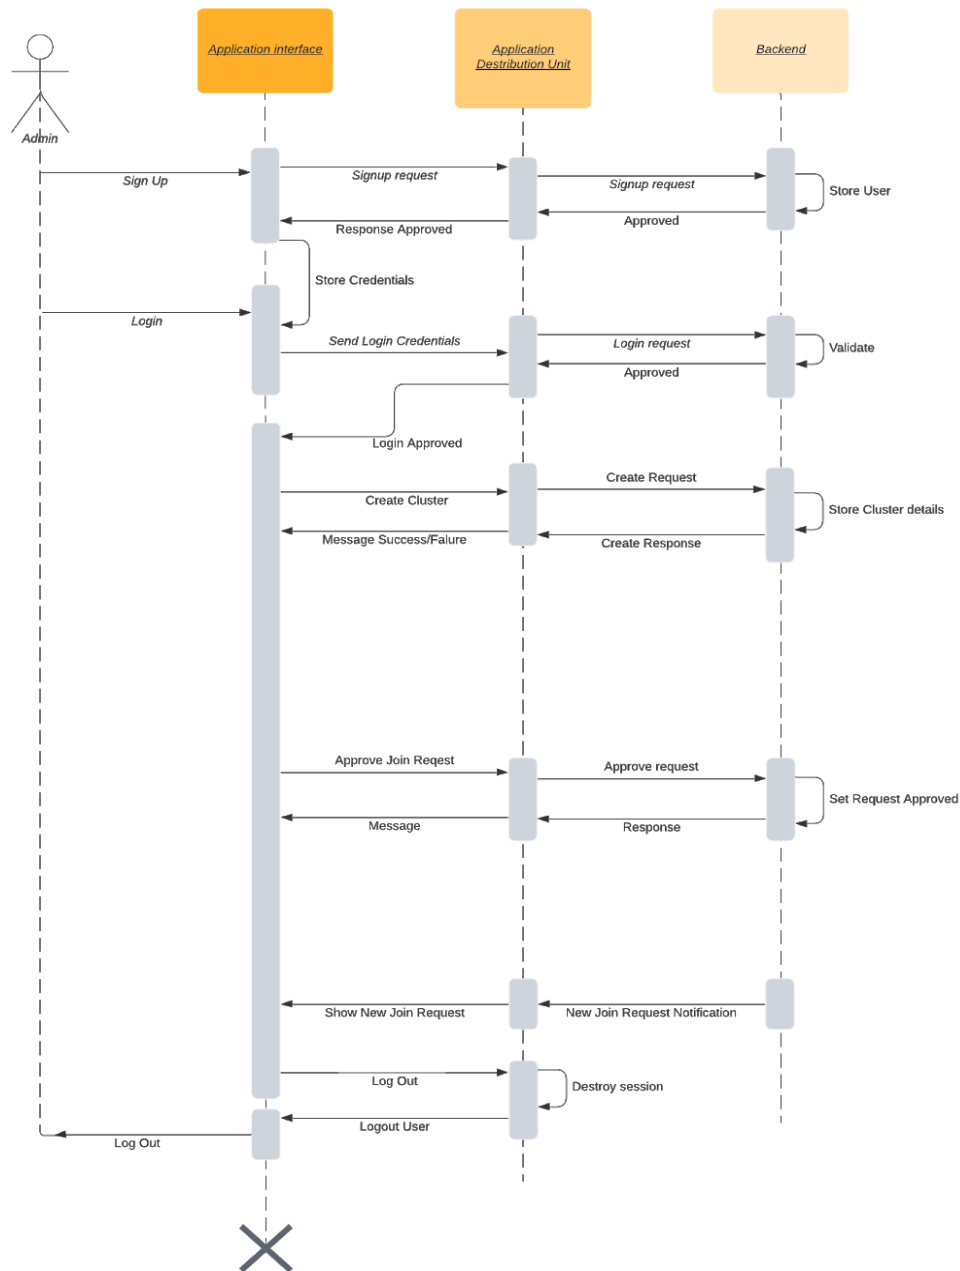 Application interface
Application
Destribution Unit
Backend
Admin
Sign Up
Signup request
Signup request
Store User
Response Approved
Approved
Store Credentials
Login
Send Login Credentials
Login request
Validate
Approved
Login Approved
Create Cluster
Create Request
Store Cluster details
Message Success/Falure
Create Response
Approve Join Reqest
Approve request
Set Request Approved
Message
Response
Show New Join Request
New Join Request Notification
Log Out
Destroy session
Logout User
Log Out